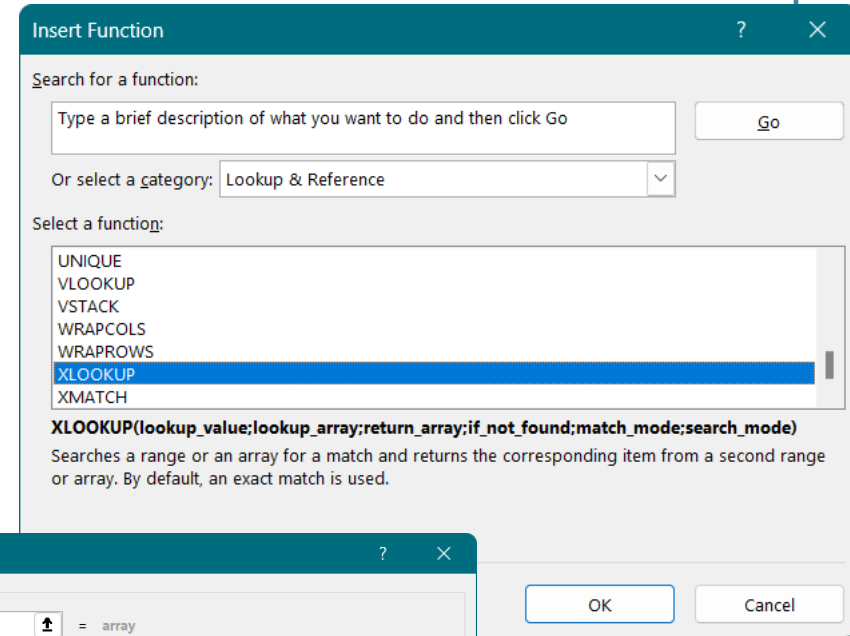 Insert Function ? ×
Search for a function:
Type a brief description of what you want to do and then click Go
Go
Or select a category: Lookup & Reference
Select a function:
UNIQUE
VLOOKUP
VSTACK
WRAPCOLS
WRAPROWS
XLOOKUP
XMATCH
XLOOKUP(lookup_value;lookup_array;return_array;if_not_found;match_mode;search_mode)
Searches a range or an array for a match and returns the corresponding item from a second range
or array. By default, an exact match is used.
? ×
OK Cancel
= array